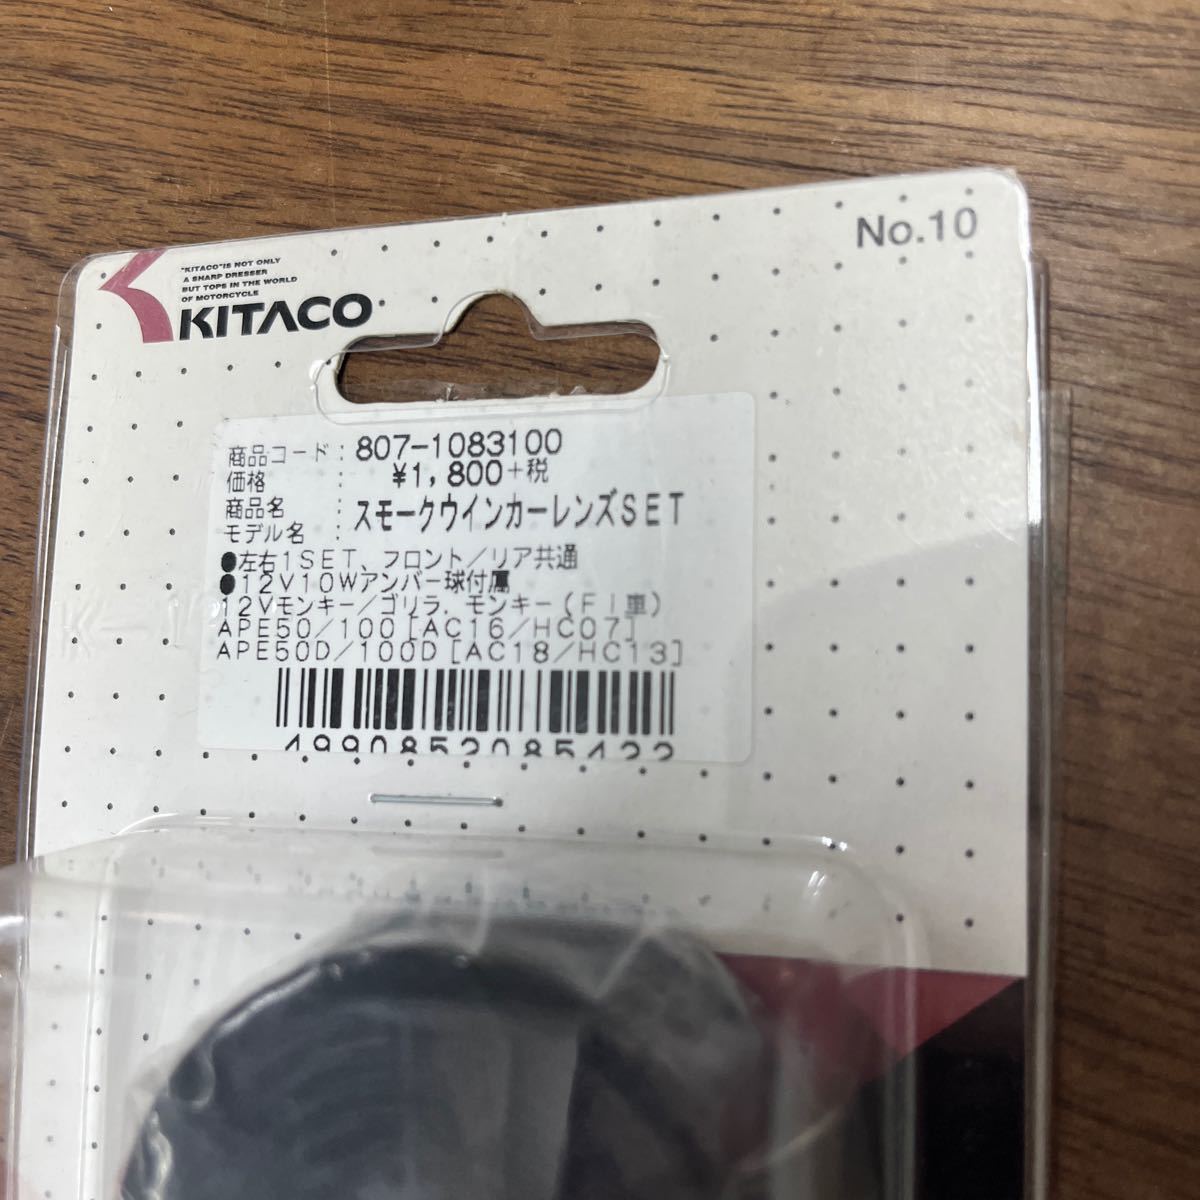 No.10
"KITACO"IS NOT ONLY
A SHARP DRESSER
BUT TOPS IN THE WORLD
OF MOTORCYCLE
KITACO
商品コード : 807-1083100
価格 : ¥1,800+税
商品名 : スモークウインカーレンズSET
モデル名 :
●左右1SET、フロント/リア共通
●12V10Wアンバー球付属
12Vモンキー/ゴリラ、モンキー(FI車)
APE50/100[AC16/HC07]
APE50D/100D[AC18/HC13]
4990852085422